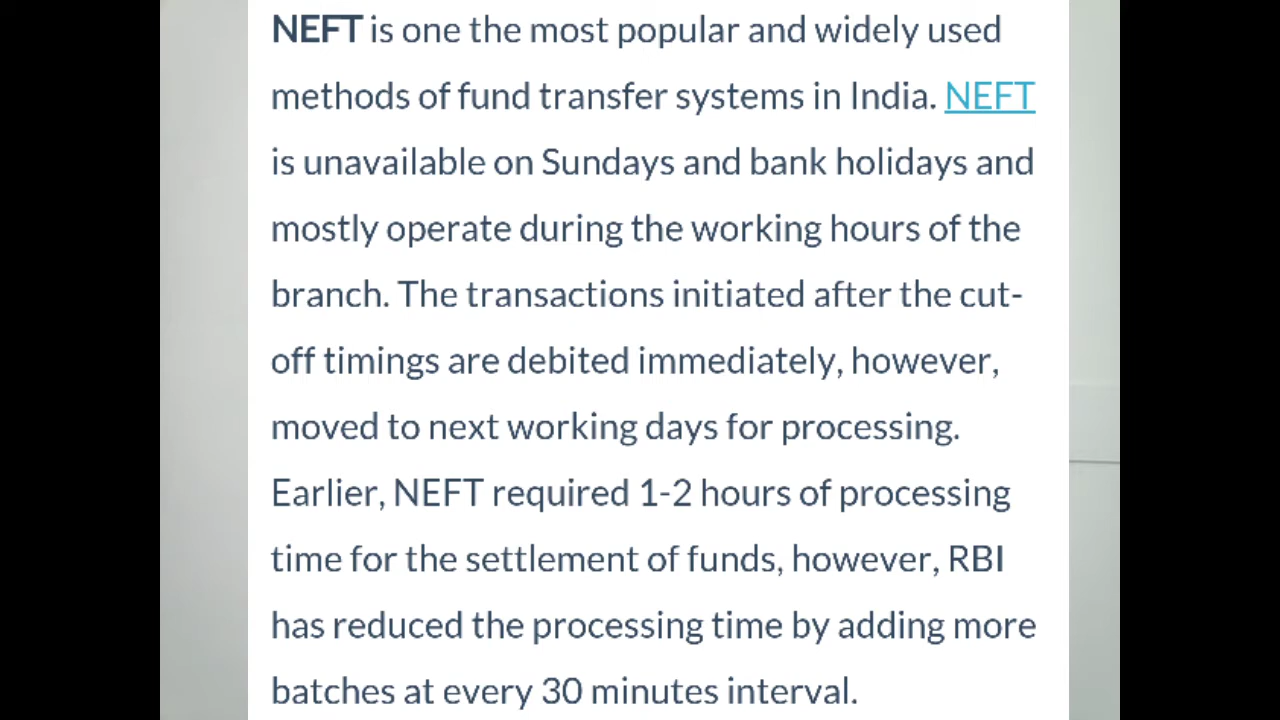 NEFT is one the most popular and widely used
methods of fund transfer systems in India. NEFT
is unavailable on Sundays and bank holidays and
mostly operate during the working hours of the
branch. The transactions initiated after the cut-
off timings are debited immediately, however,
moved to next working days for processing.
Earlier, NEFT required 1-2 hours of processing
time for the settlement of funds, however, RBI
has reduced the processing time by adding more
batches at every 30 minutes interval.